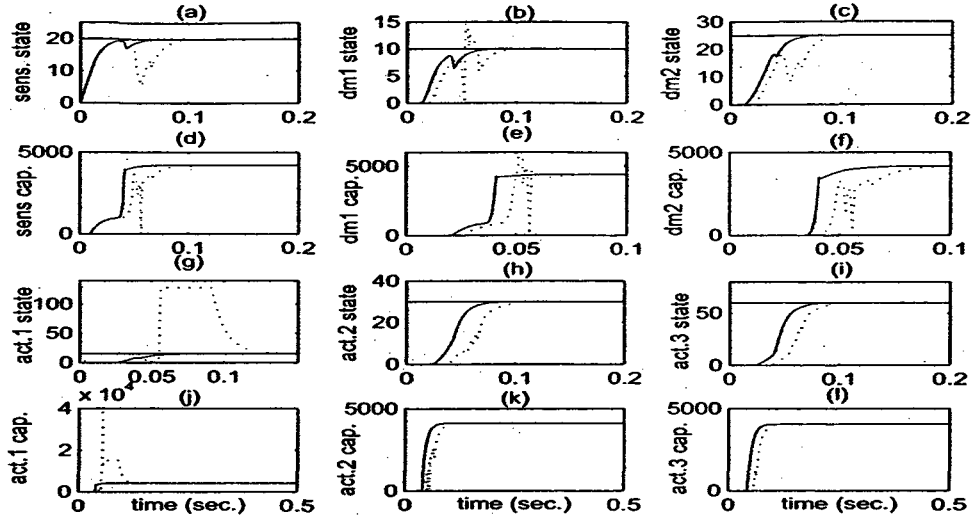 (a) (b) (c)
sens. state 20 10 0 0 0.1 0.2
dm1 state 15 10 5 0 0 0.1 0.2
dm2 state 30 20 10 0 0 0.1 0.2
(d) (e) (f)
sens cap. 5000 0 0 0.1 0.2
dm1 cap. 5000 0 0 0.05 0.1
dm2 cap. 5000 0 0 0.05 0.1
(g) (h) (i)
act.1 state 100 50 0 0 0.05 0.1
act.2 state 40 20 0 0 0.1 0.2
act.3 state 50 0 0 0.1 0.2
(j) (k) (l)
act.1 cap. × 10⁴ 4 2 0 0 time (sec.) 0.5
act.2 cap. 5000 0 0 time (sec.) 0.5
act.3 cap. 5000 0 0 time (sec.) 0.5